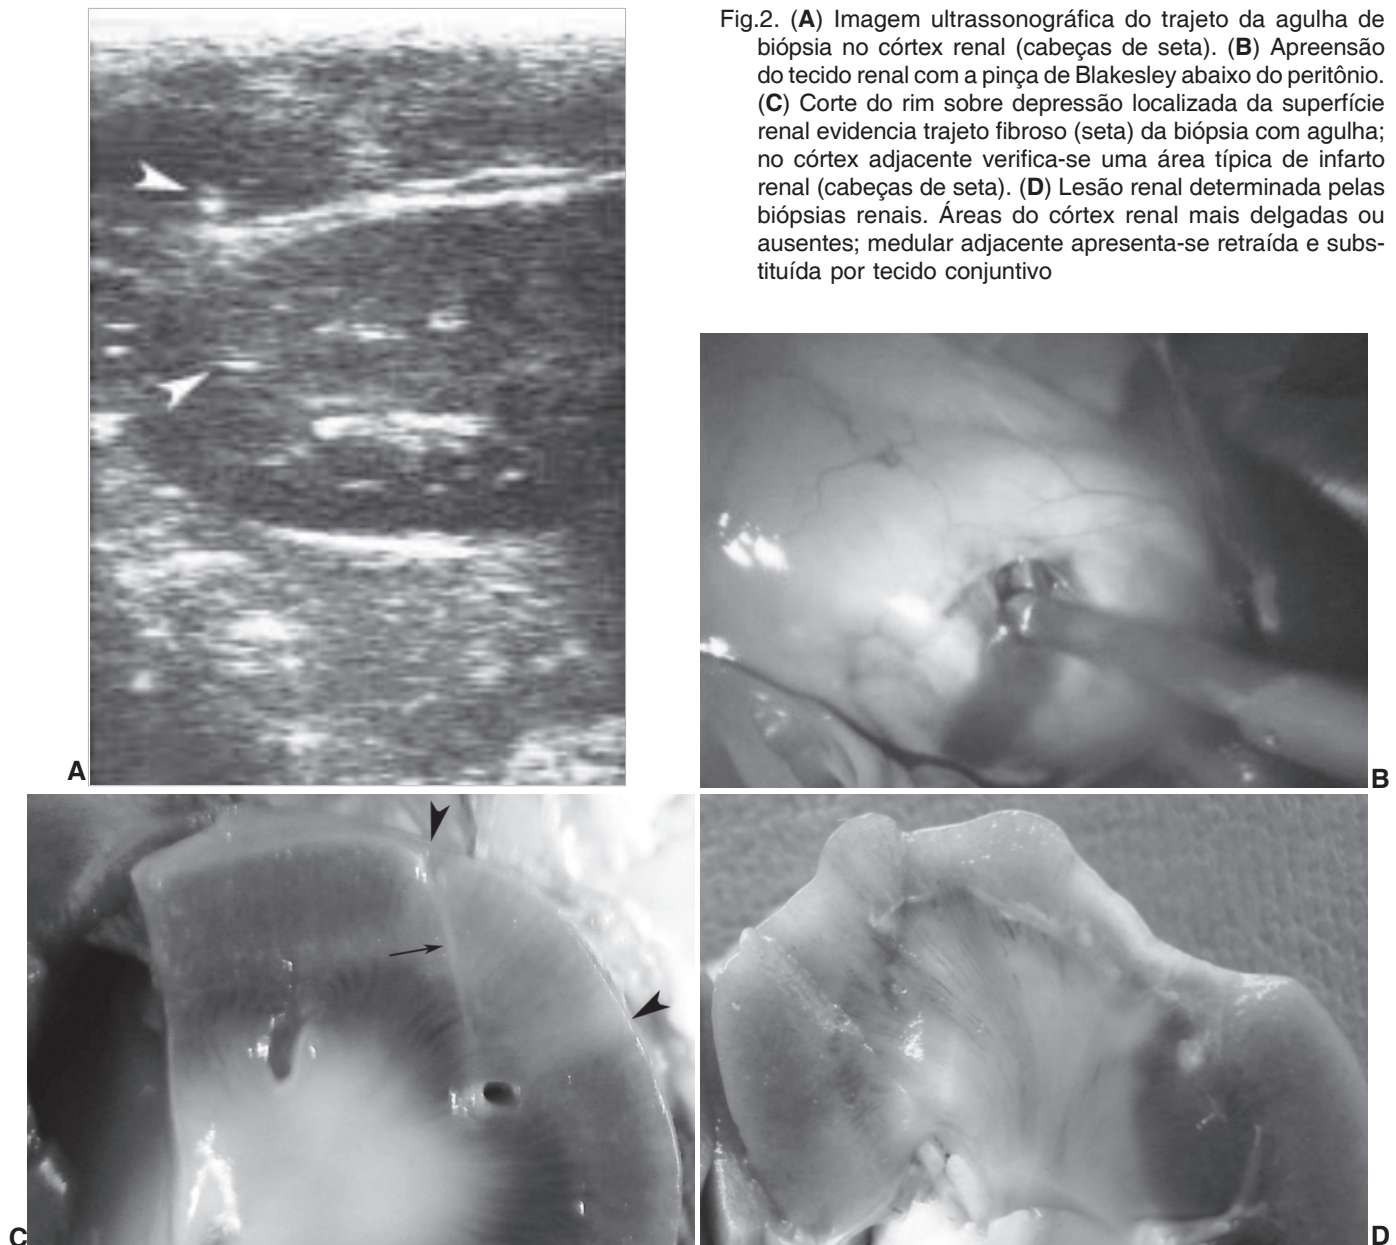 Fig.2. (A) Imagem ultrassonográfica do trajeto da agulha de
biópsia no córtex renal (cabeças de seta). (B) Apreensão
do tecido renal com a pinça de Blakesley abaixo do peritônio.
(C) Corte do rim sobre depressão localizada da superfície
renal evidencia trajeto fibroso (seta) da biópsia com agulha;
no córtex adjacente verifica-se uma área típica de infarto
renal (cabeças de seta). (D) Lesão renal determinada pelas
biópsias renais. Áreas do córtex renal mais delgadas ou
ausentes; medular adjacente apresenta-se retraída e subs-
tituída por tecido conjuntivo
A
B
C
D